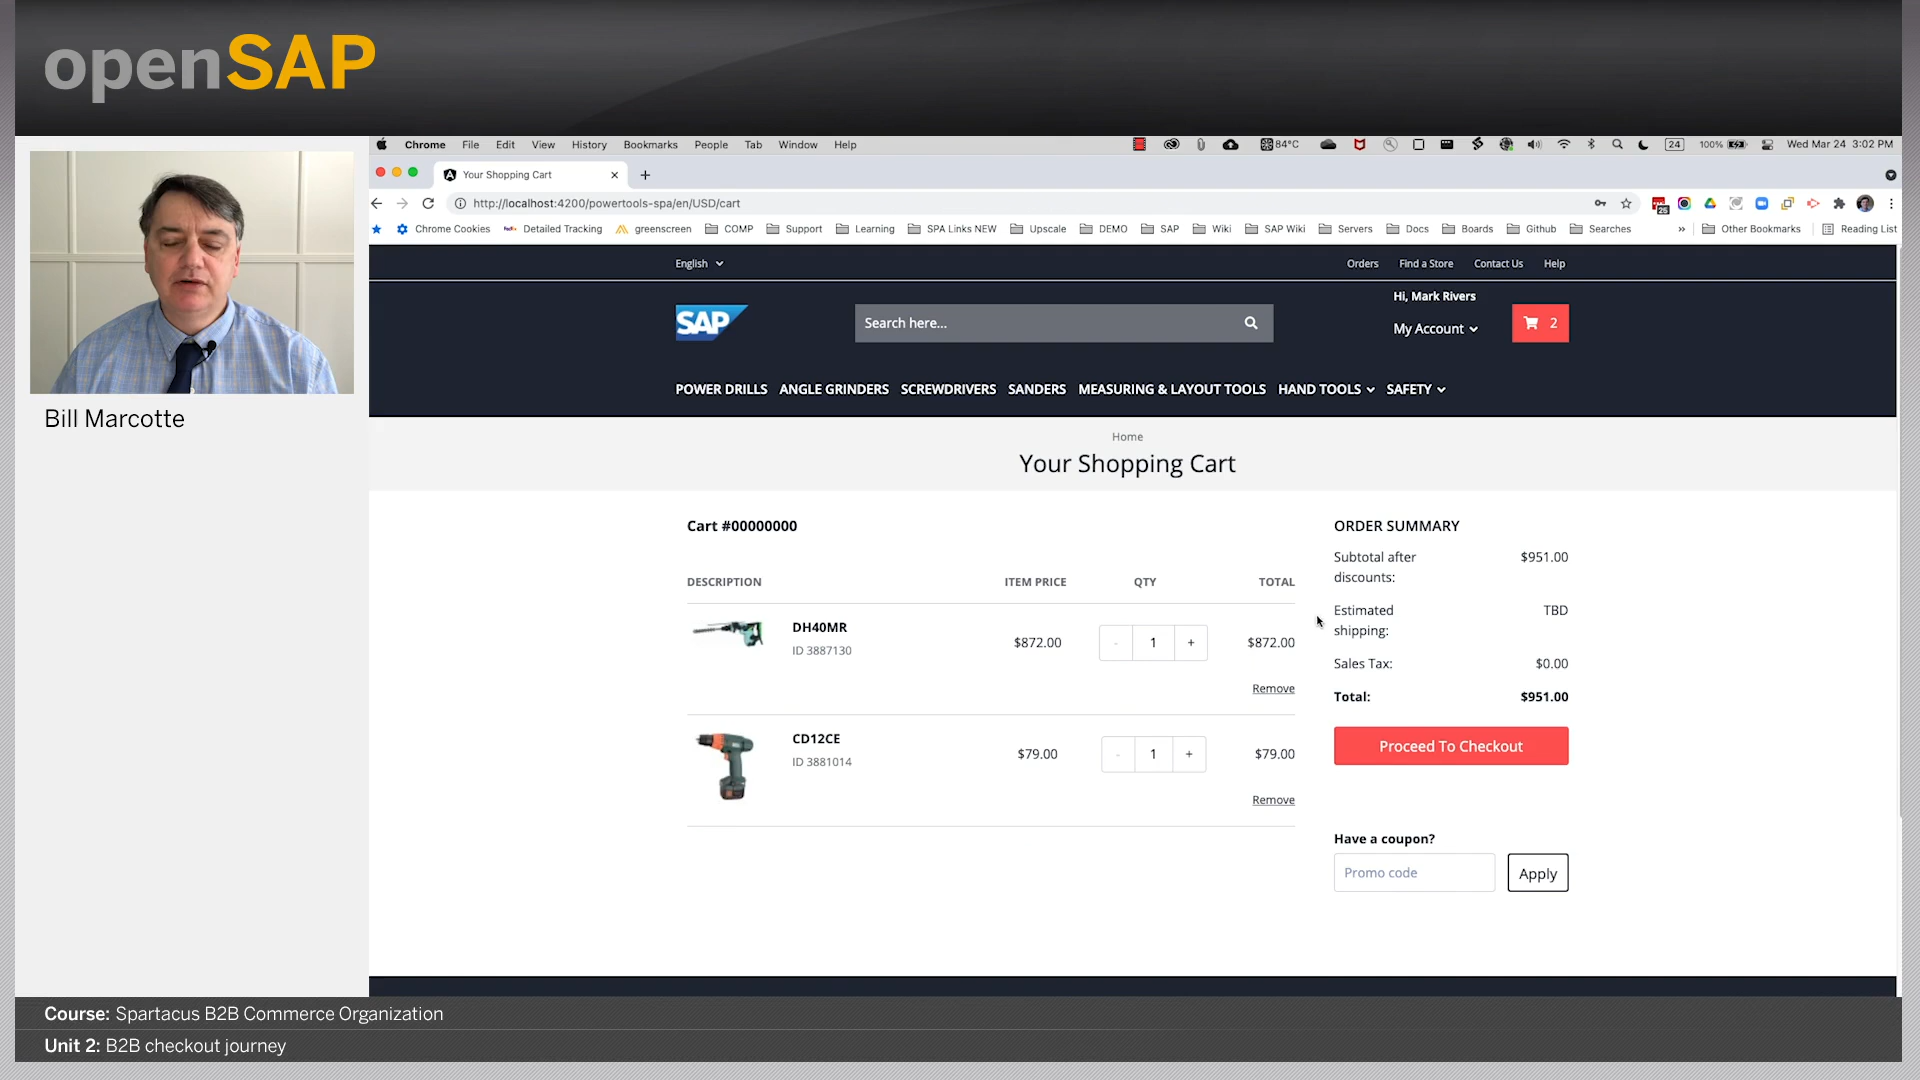 openSAP
Chrome File Edit View History Bookmarks People Tab Window Help 84°C 24 100% Wed Mar 24 3:02 PM
Your Shopping Cart
http://localhost:4200/powertools-spa/en/USD/cart
Chrome Cookies Detailed Tracking greenscreen COMP Support Learning SPA Links NEW Upscale DEMO SAP Wiki SAP Wiki Servers Docs Boards Github Searches » Other Bookmarks Reading List
English Orders Find a Store Contact Us Help
Hi, Mark Rivers
SAP Search here... My Account 2
POWER DRILLS ANGLE GRINDERS SCREWDRIVERS SANDERS MEASURING & LAYOUT TOOLS HAND TOOLS SAFETY
Bill Marcotte
Home
Your Shopping Cart
Cart #00000000
DESCRIPTION ITEM PRICE QTY TOTAL
DH40MR
ID 3887130
$872.00 - 1 + $872.00
Remove
CD12CE
ID 3881014
$79.00 - 1 + $79.00
Remove
ORDER SUMMARY
Subtotal after $951.00
discounts:
Estimated TBD
shipping:
Sales Tax: $0.00
Total: $951.00
Proceed To Checkout
Have a coupon?
Promo code Apply
Course: Spartacus B2B Commerce Organization
Unit 2: B2B checkout journey